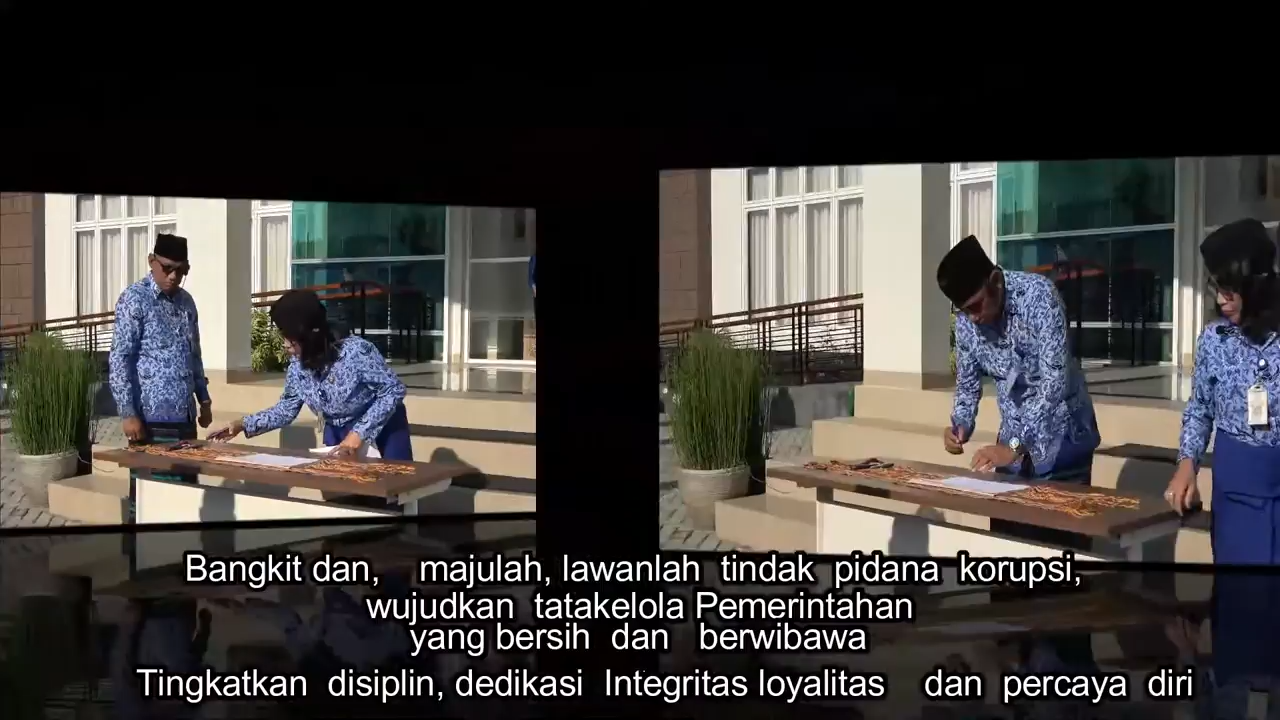 Bangkit dan, majulah, lawanlah tindak pidana korupsi,
wujudkan tatakelola Pemerintahan
yang bersih dan berwibawa
Tingkatkan disiplin, dedikasi Integritas loyalitas dan percaya diri